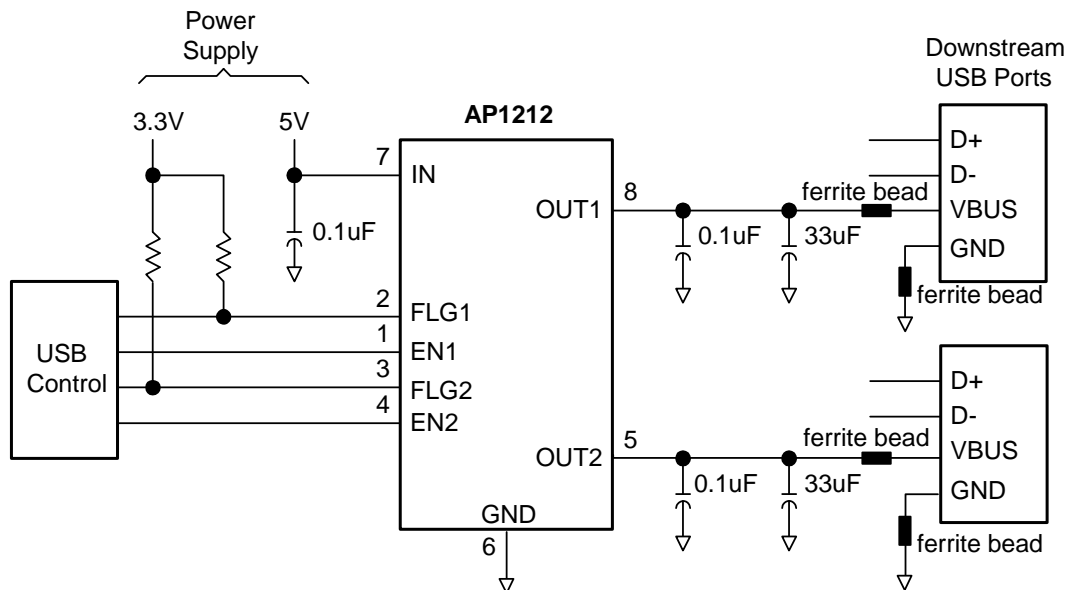 Power
Supply
Downstream
USB Ports
3.3V
5V
AP1212
7
IN
0.1uF
OUT1
8
0.1uF
33uF
ferrite bead
D+
D-
VBUS
GND
ferrite bead
USB
Control
2
FLG1
1
EN1
3
FLG2
4
EN2
OUT2
5
0.1uF
33uF
ferrite bead
D+
D-
VBUS
GND
ferrite bead
GND
6